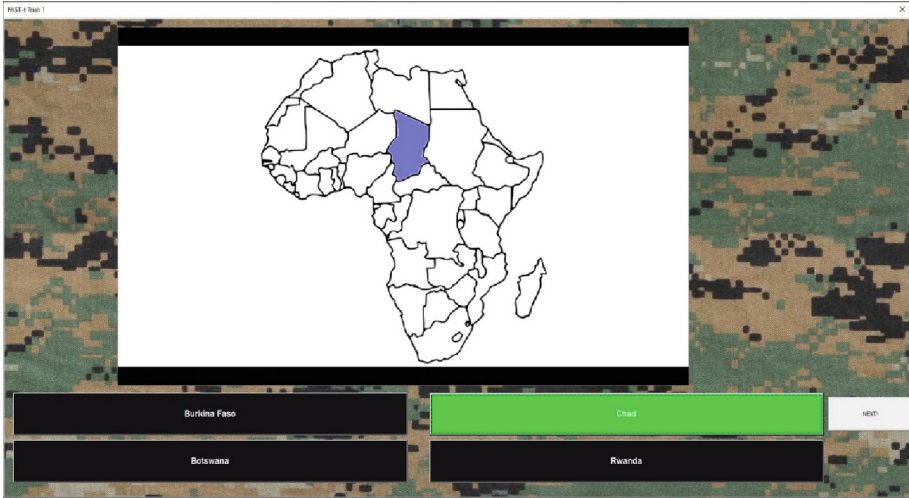 FAST-t Trial: 1
Burkina Faso
Chad
NEXT!
Botswana
Rwanda